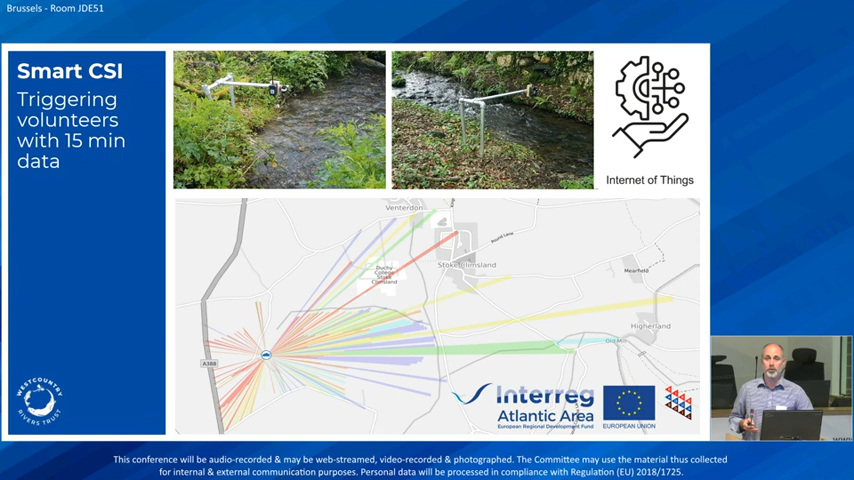 Brussels - Room JDE51
Smart CSI
Triggering
volunteers
with 15 min
data
Internet of Things
Venterdon
Duchy
College
Stoke
Climsland
Stoke Climsland
Mearfield
Higherland
A388
WESTCOUNTRY
RIVERS TRUST
Interreg
Atlantic Area
European Regional Development Fund
EUROPEAN UNION
This conference will be audio-recorded & may be web-streamed, video-recorded & photographed. The Committee may use the material thus collected
for internal & external communication purposes. Personal data will be processed in compliance with Regulation (EU) 2018/1725.